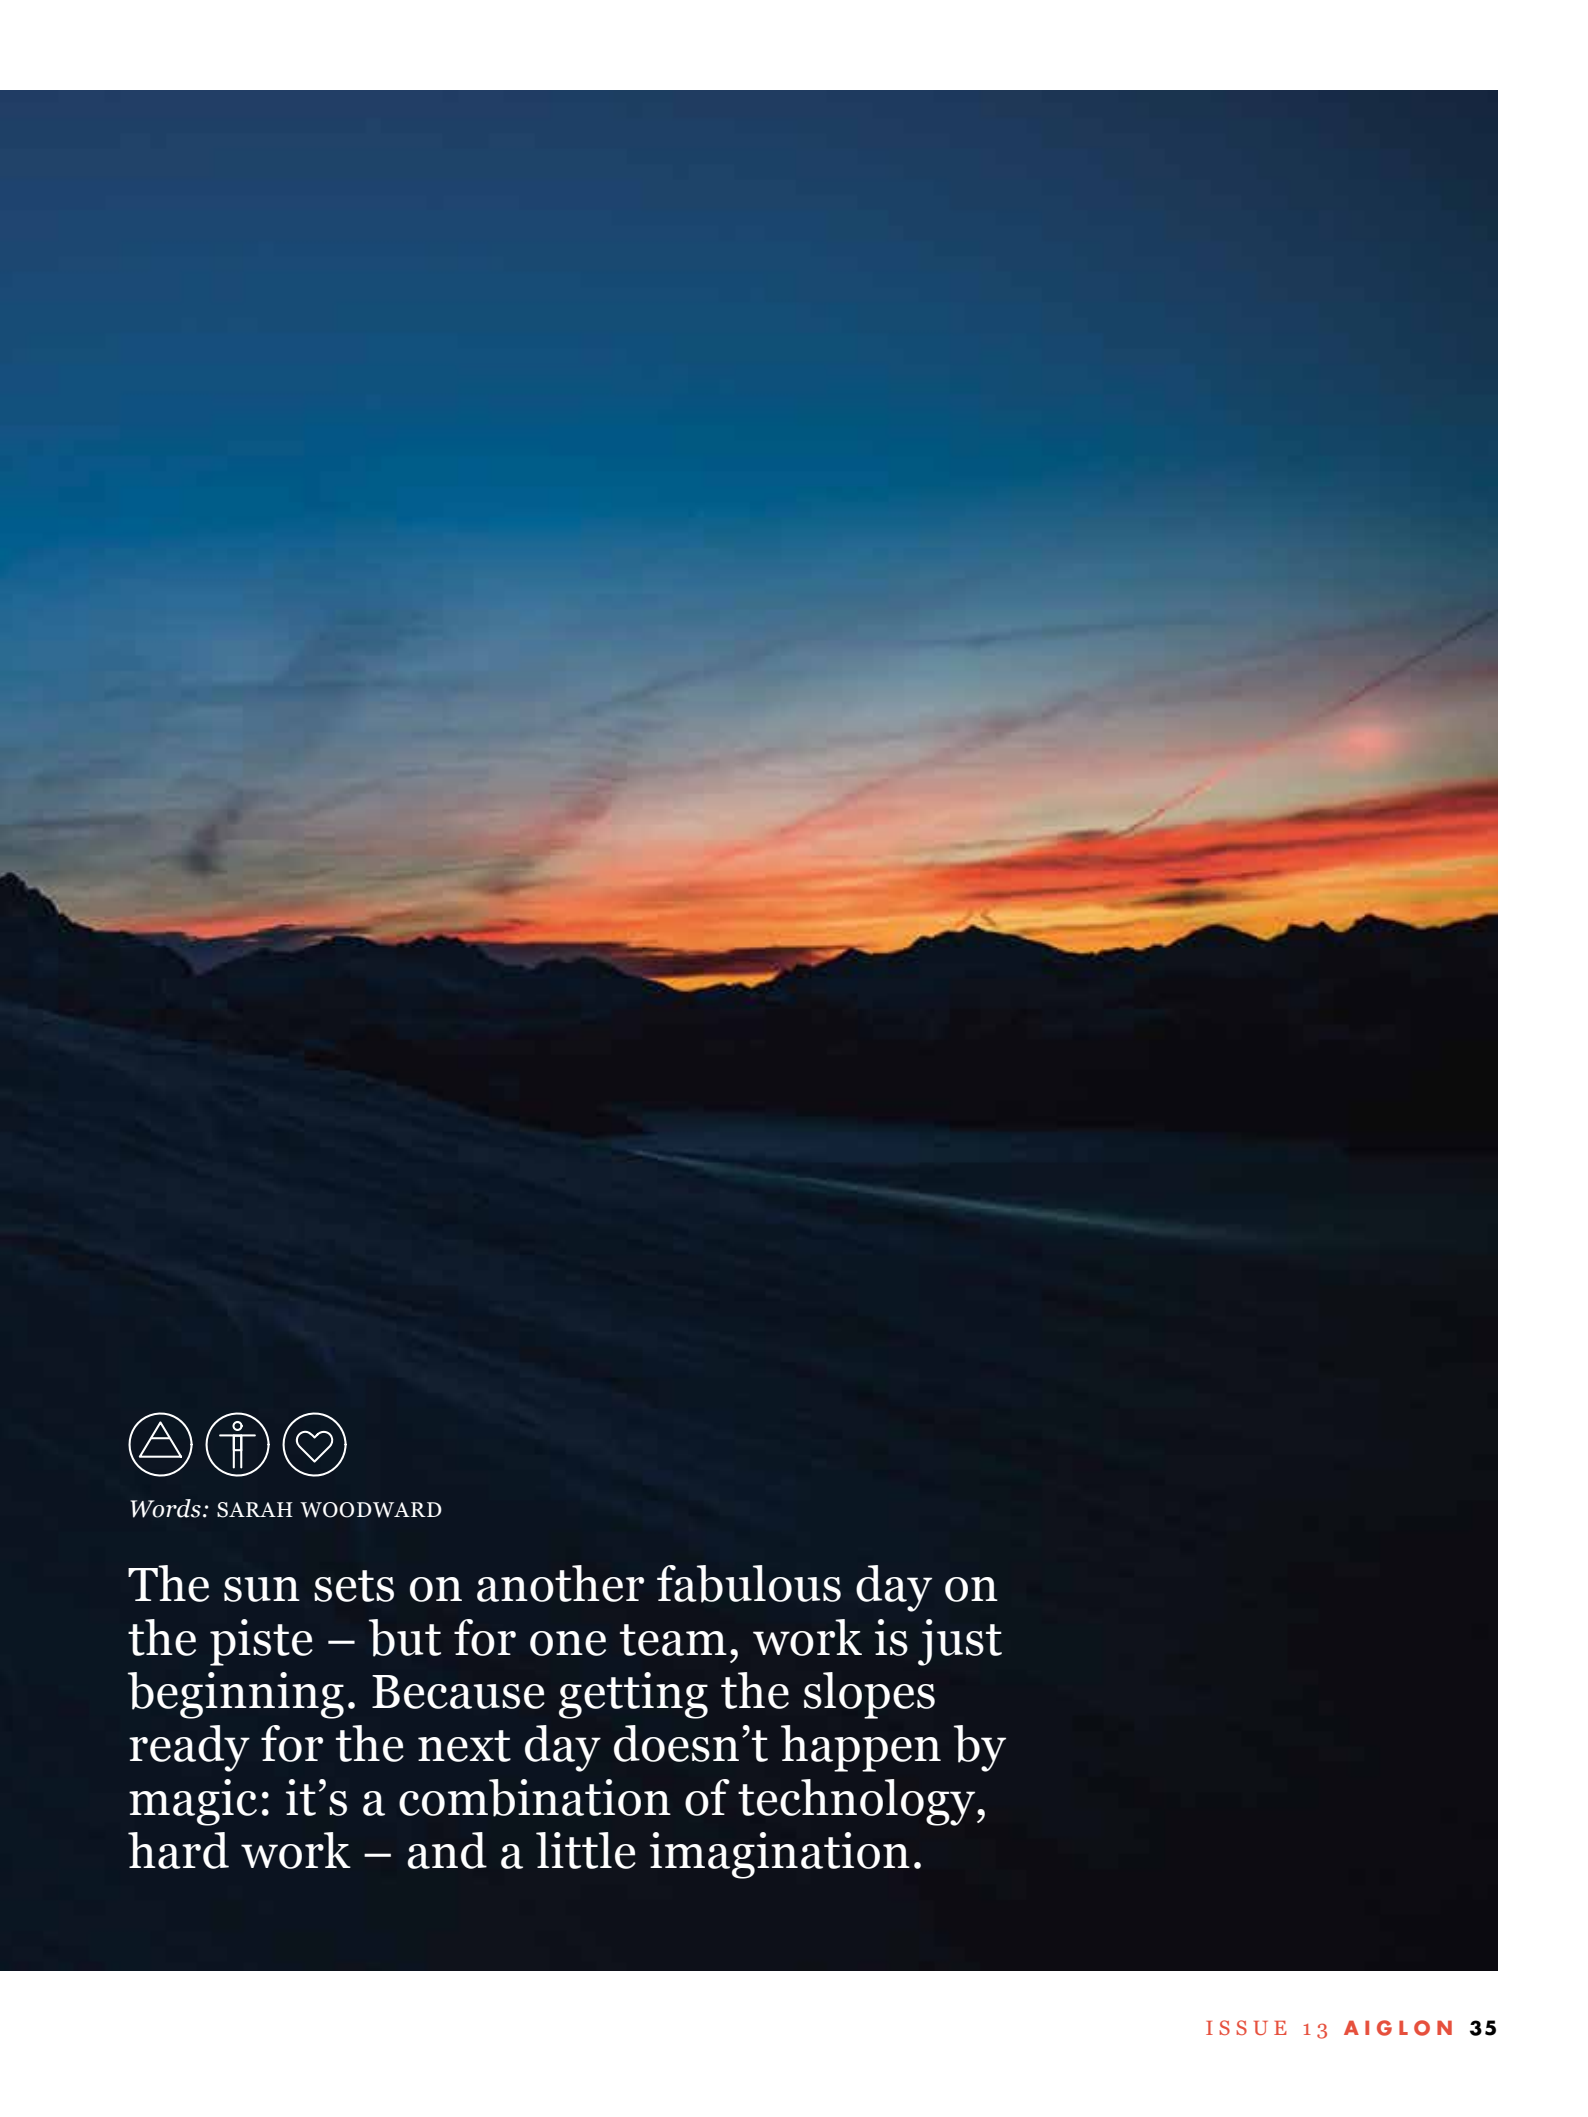 Words: SARAH WOODWARD
The sun sets on another fabulous day on
the piste – but for one team, work is just
beginning. Because getting the slopes
ready for the next day doesn’t happen by
magic: it’s a combination of technology,
hard work – and a little imagination.
ISSUE 13 AIGLON 35